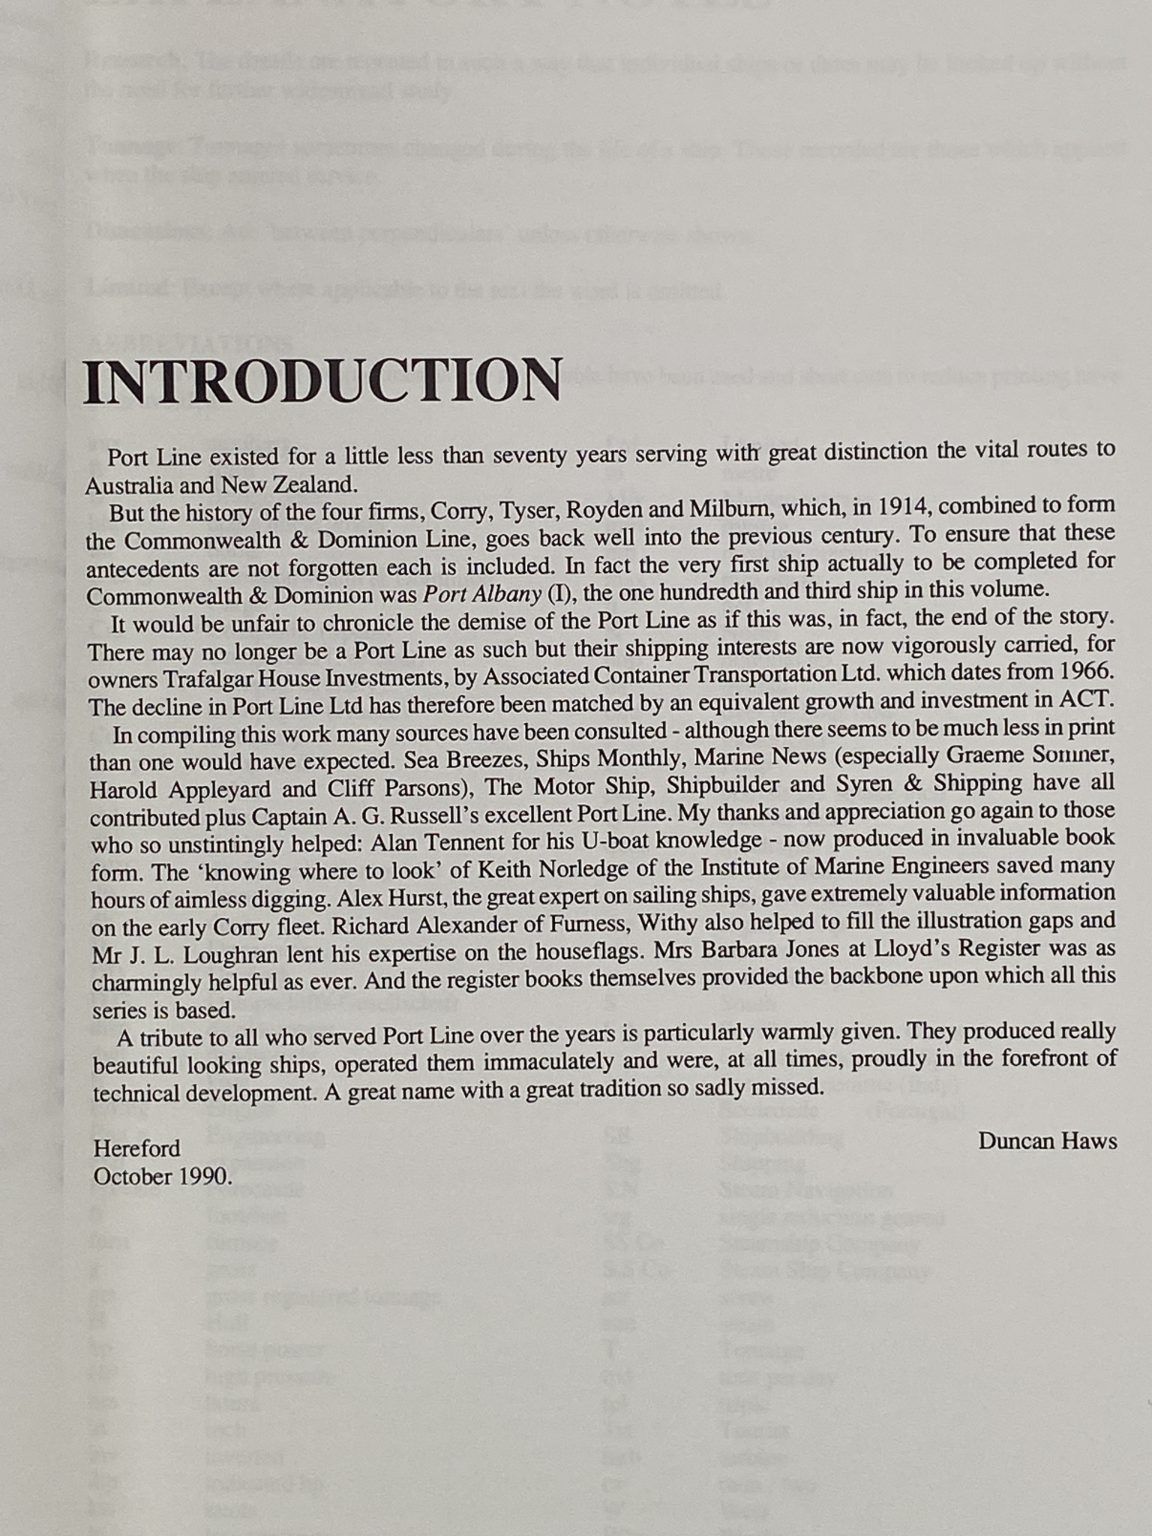 INTRODUCTION
Port Line existed for a little less than seventy years serving with great distinction the vital routes to
Australia and New Zealand.
But the history of the four firms, Corry, Tyser, Royden and Milburn, which, in 1914, combined to form
the Commonwealth & Dominion Line, goes back well into the previous century. To ensure that these
antecedents are not forgotten each is included. In fact the very first ship actually to be completed for
Commonwealth & Dominion was Port Albany (I), the one hundredth and third ship in this volume.
It would be unfair to chronicle the demise of the Port Line as if this was, in fact, the end of the story.
There may no longer be a Port Line as such but their shipping interests are now vigorously carried, for
owners Trafalgar House Investments, by Associated Container Transportation Ltd. which dates from 1966.
The decline in Port Line Ltd has therefore been matched by an equivalent growth and investment in ACT.
In compiling this work many sources have been consulted - although there seems to be much less in print
than one would have expected. Sea Breezes, Ships Monthly, Marine News (especially Graeme Somner,
Harold Appleyard and Cliff Parsons), The Motor Ship, Shipbuilder and Syren & Shipping have all
contributed plus Captain A. G. Russell's excellent Port Line. My thanks and appreciation go again to those
who so unstintingly helped: Alan Tennent for his U-boat knowledge - now produced in invaluable book
form. The ‘knowing where to look’ of Keith Norledge of the Institute of Marine Engineers saved many
hours of aimless digging. Alex Hurst, the great expert on sailing ships, gave extremely valuable information
on the early Corry fleet. Richard Alexander of Furness, Withy also helped to fill the illustration gaps and
Mr J. L. Loughran lent his expertise on the houseflags. Mrs Barbara Jones at Lloyd's Register was as
charmingly helpful as ever. And the register books themselves provided the backbone upon which all this
series is based.
A tribute to all who served Port Line over the years is particularly warmly given. They produced really
beautiful looking ships, operated them immaculately and were, at all times, proudly in the forefront of
technical development. A great name with a great tradition so sadly missed.
Hereford
Duncan Haws
October 1990.